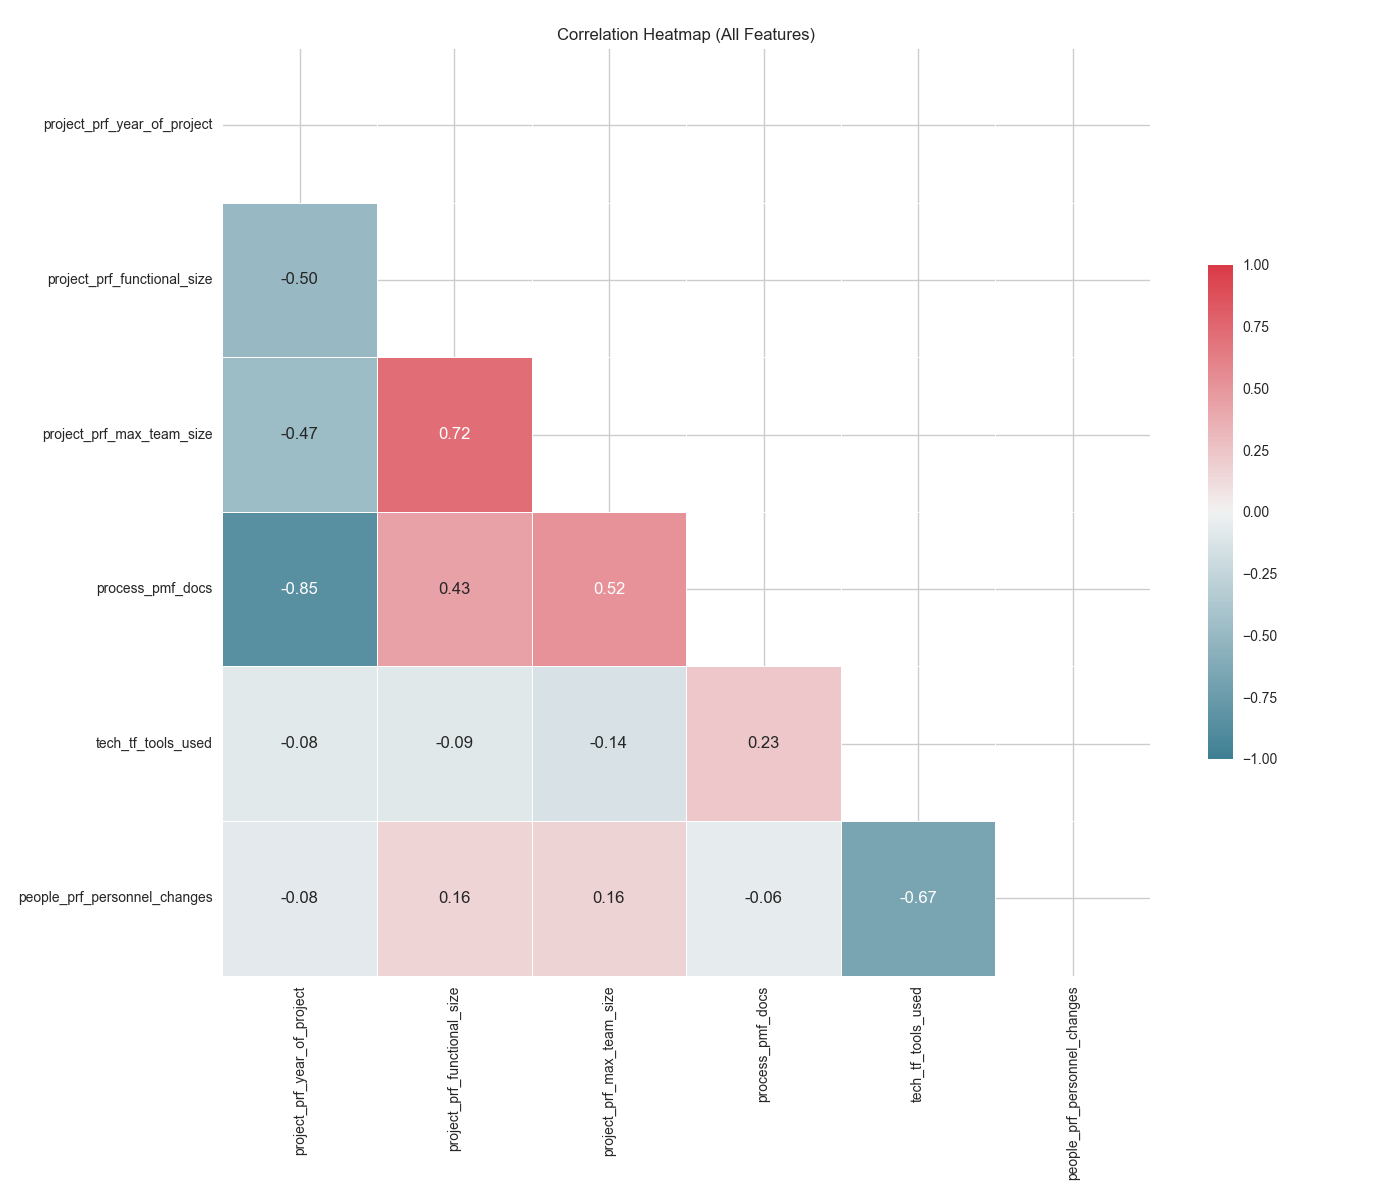 Correlation Heatmap (All Features)
project_prf_year_of_project
project_prf_functional_size
-0.50
project_prf_max_team_size
-0.47 0.72
process_pmf_docs
-0.85 0.43 0.52
tech_tf_tools_used
-0.08 -0.09 -0.14 0.23
people_prf_personnel_changes
-0.08 0.16 0.16 -0.06 -0.67
project_prf_year_of_project
project_prf_functional_size
project_prf_max_team_size
process_pmf_docs
tech_tf_tools_used
people_prf_personnel_changes
1.00
0.75
0.50
0.25
0.00
−0.25
−0.50
−0.75
−1.00